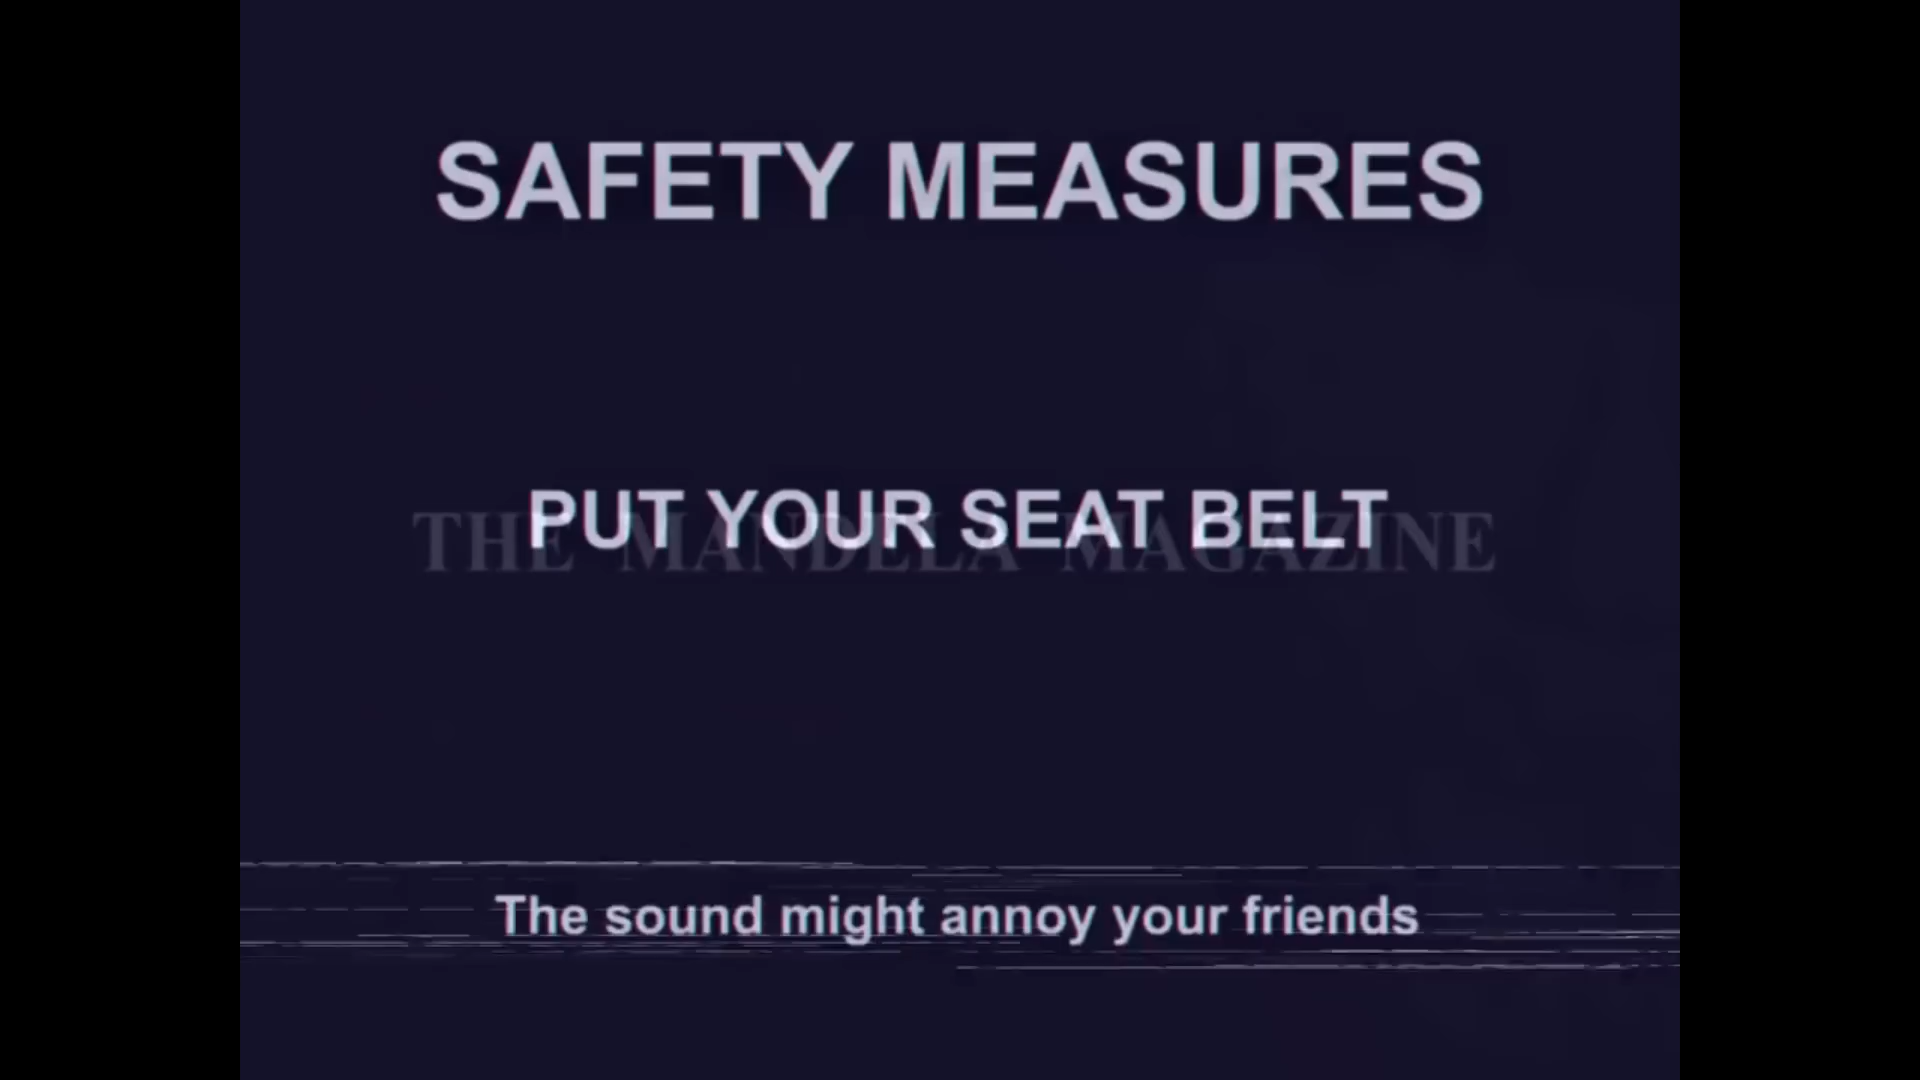 SAFETY MEASURES
PUT YOUR SEAT BELT
THE MANDELA MAGAZINE
The sound might annoy your friends